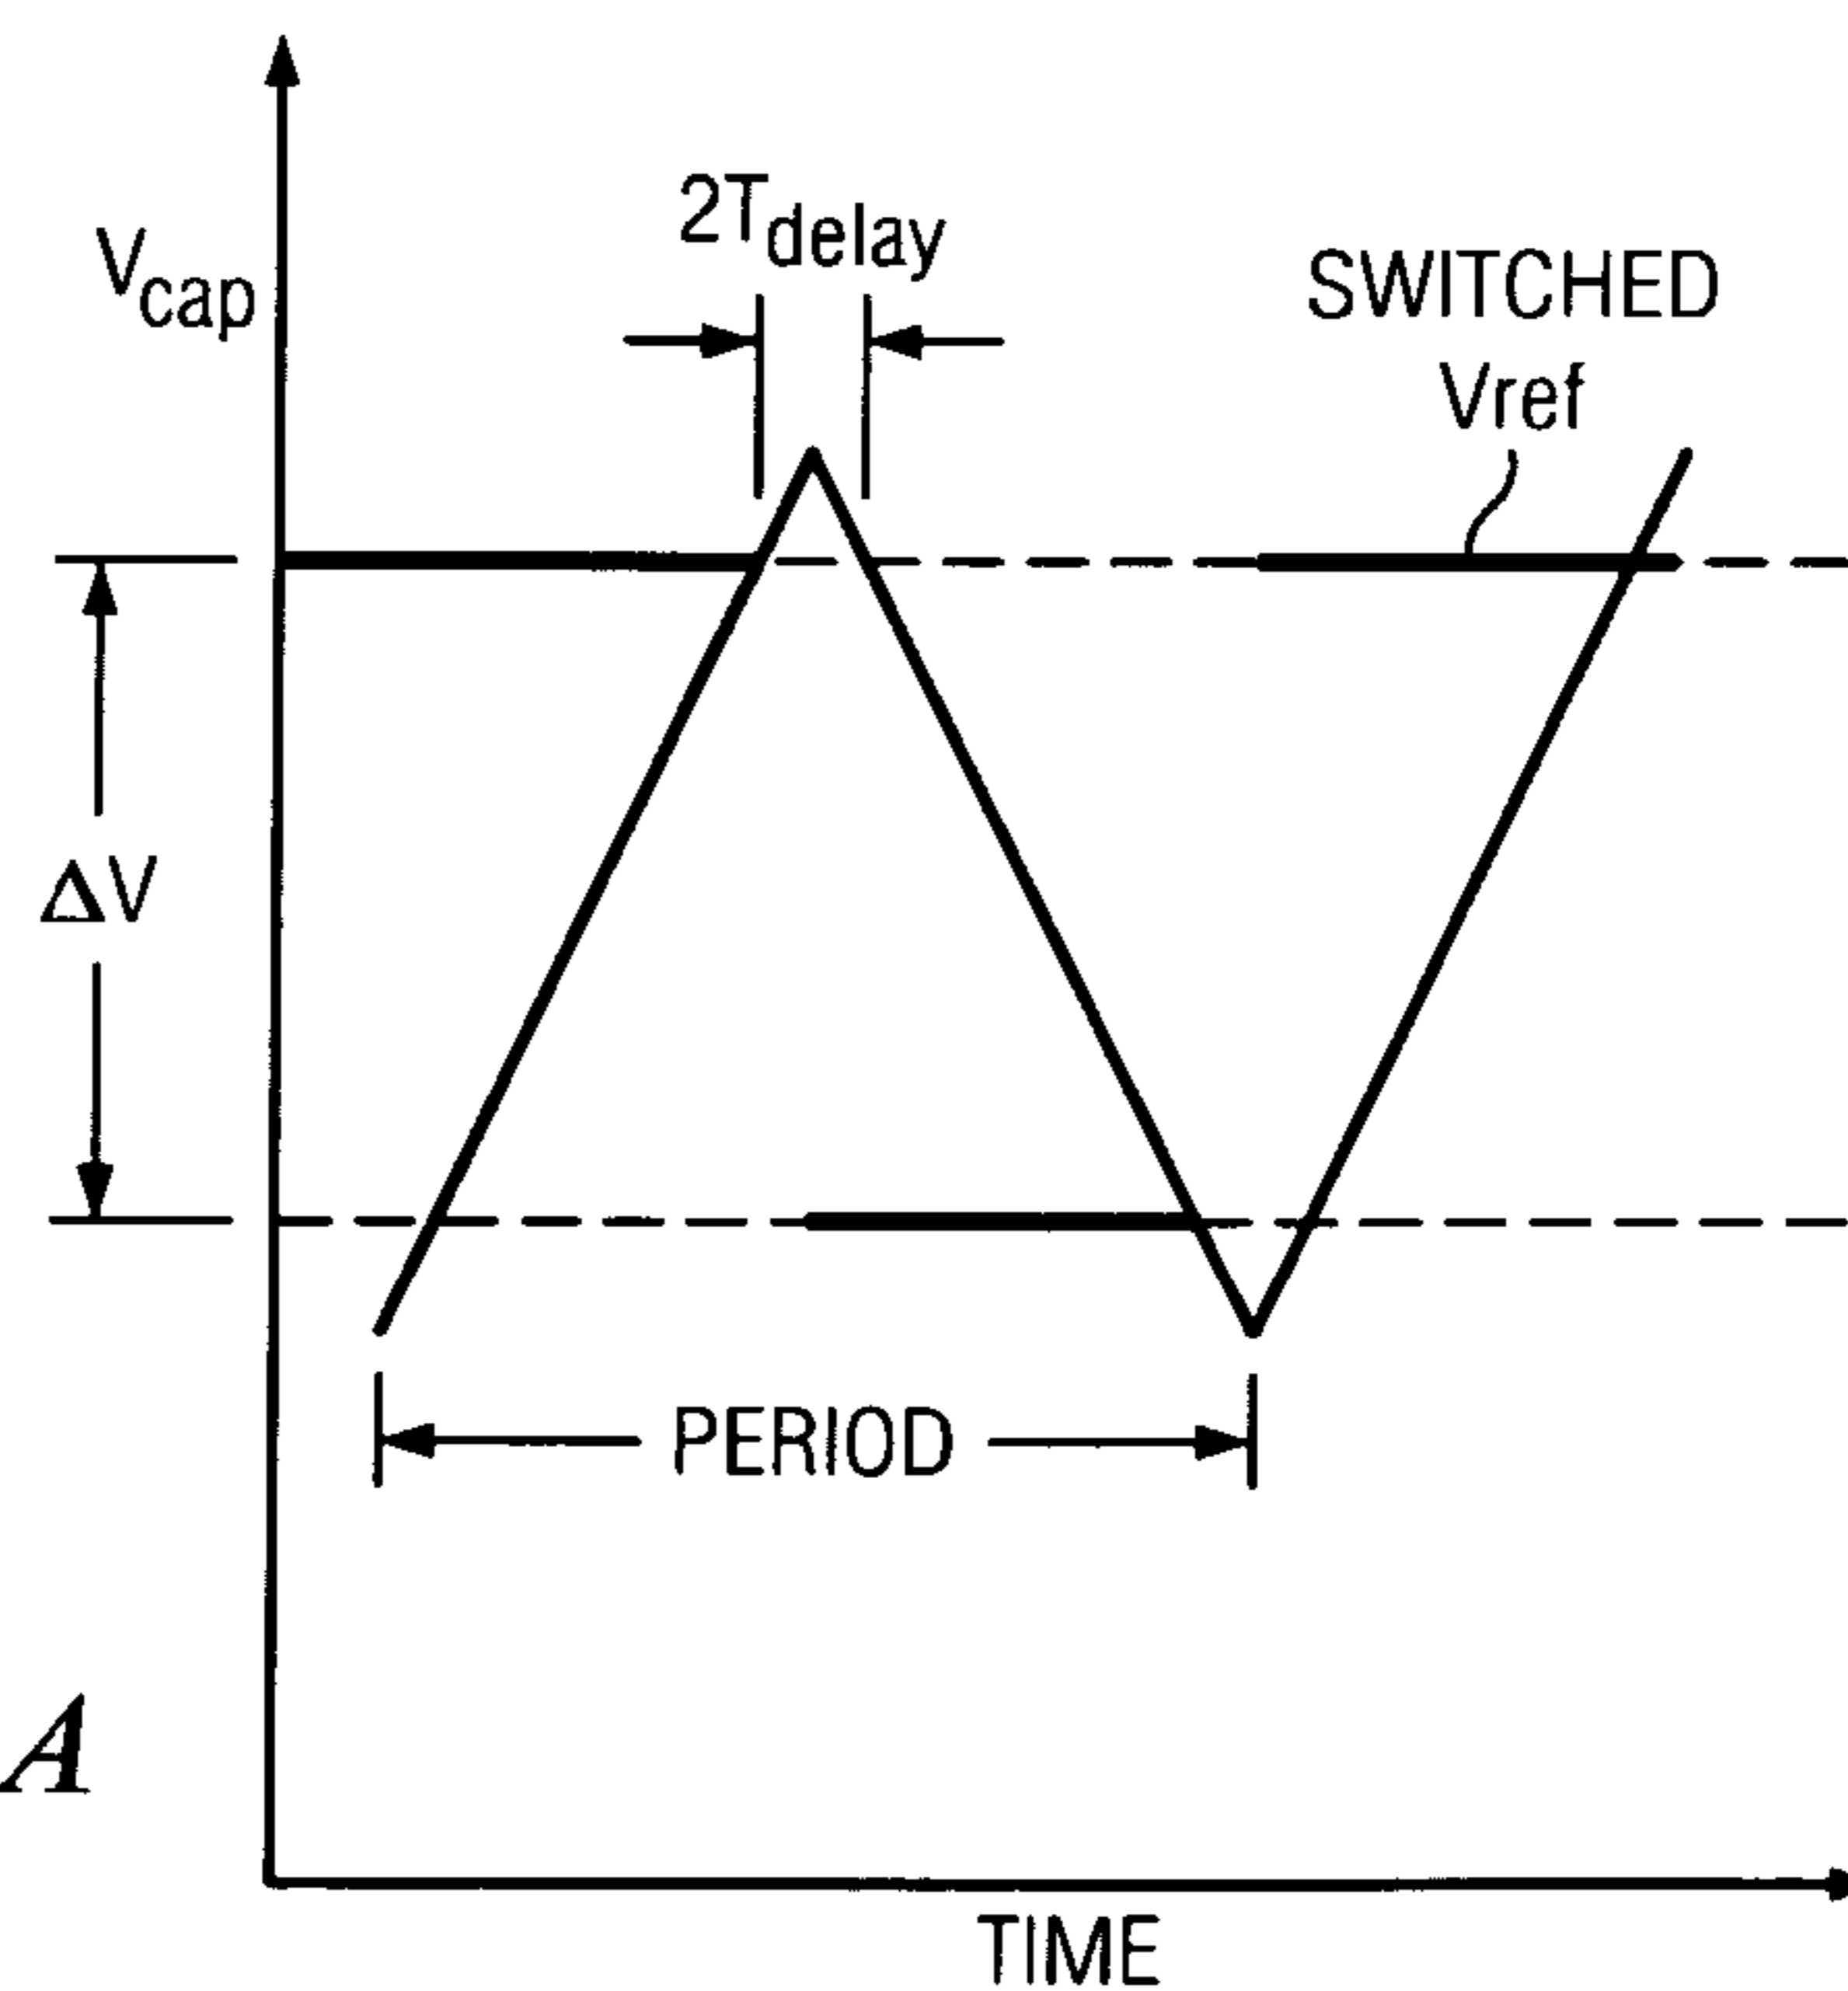 2Tdelay
Vcap
SWITCHED
Vref
ΔV
PERIOD
A
TIME